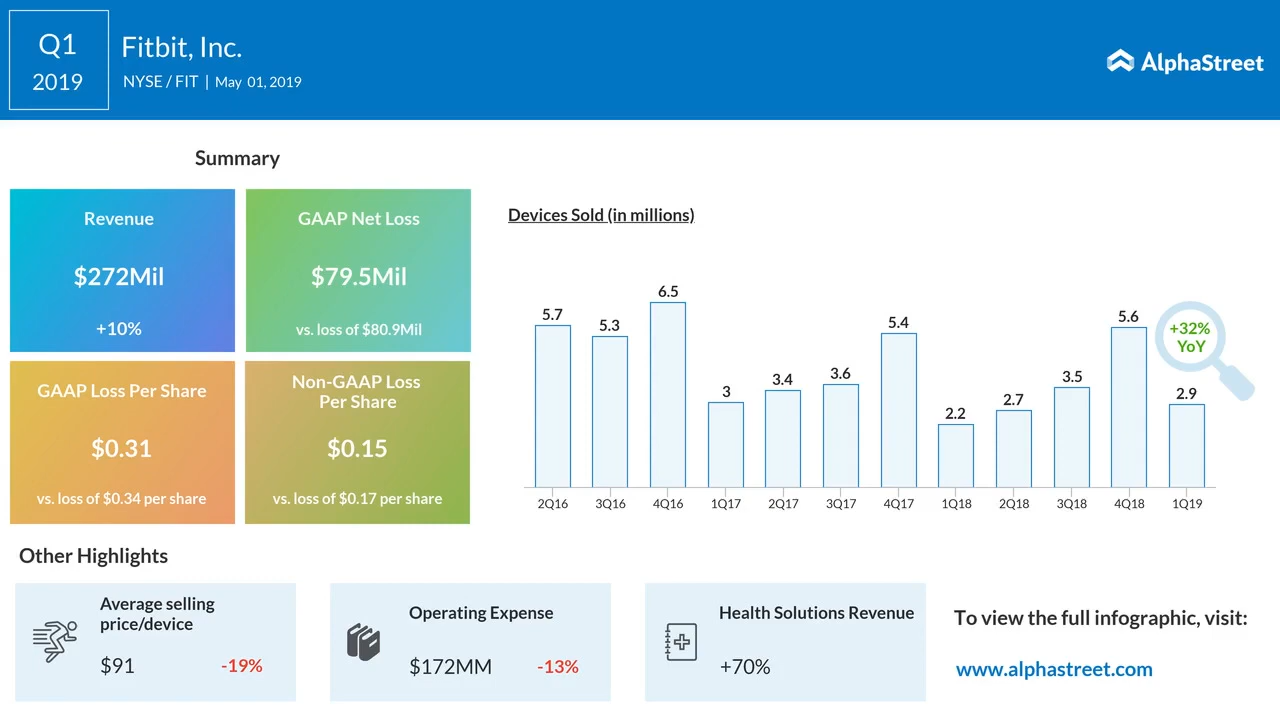 Q1
2019
Fitbit, Inc.
NYSE / FIT | May 01, 2019
AlphaStreet
Summary
Revenue
$272Mil
+10%
GAAP Net Loss
$79.5Mil
vs. loss of $80.9Mil
GAAP Loss Per Share
$0.31
vs. loss of $0.34 per share
Non-GAAP Loss
Per Share
$0.15
vs. loss of $0.17 per share
Devices Sold (in millions)
5.7
5.3
6.5
3
3.4
3.6
5.4
2.2
2.7
3.5
5.6
2.9
+32%
YoY
2Q16
3Q16
4Q16
1Q17
2Q17
3Q17
4Q17
1Q18
2Q18
3Q18
4Q18
1Q19
Other Highlights
Average selling
price/device
$91
-19%
Operating Expense
$172MM
-13%
Health Solutions Revenue
+70%
To view the full infographic, visit:
www.alphastreet.com